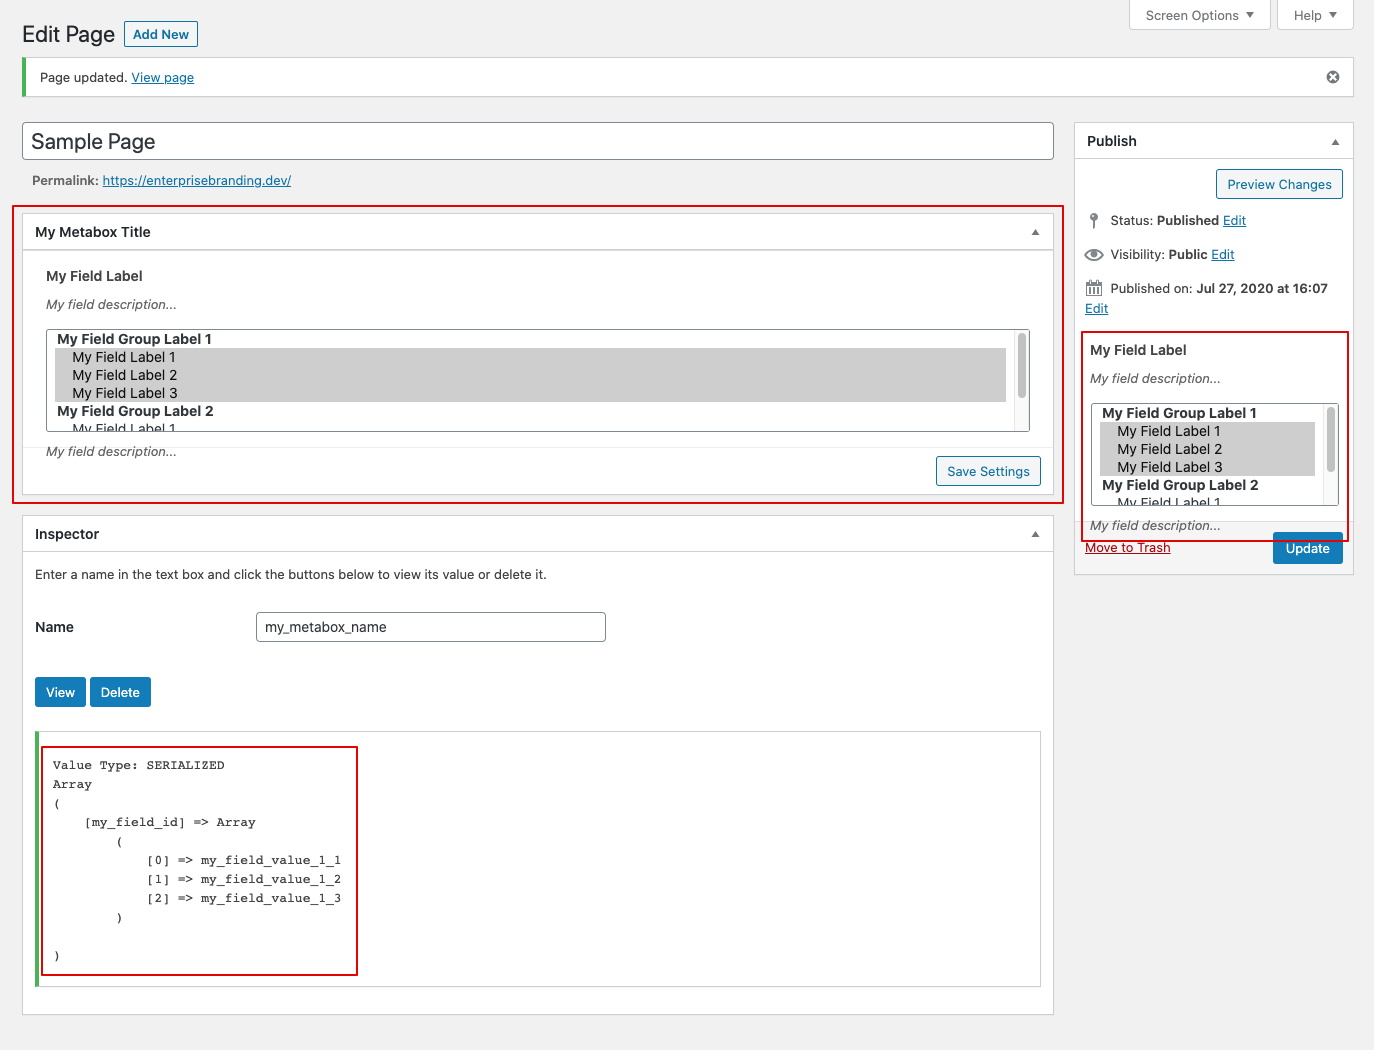 Screen Options ▼
Help ▼
Edit Page
Add New
Page updated. View page
Sample Page
Permalink: https://enterprisebranding.dev/
My Metabox Title
My Field Label
My field description...
My Field Group Label 1
My Field Label 1
My Field Label 2
My Field Label 3
My Field Group Label 2
My Field Label 1
My field description...
Save Settings
Inspector
Enter a name in the text box and click the buttons below to view its value or delete it.
Name
my_metabox_name
View
Delete
Value Type: SERIALIZED
Array
(
    [my_field_id] => Array
        (
            [0] => my_field_value_1_1
            [1] => my_field_value_1_2
            [2] => my_field_value_1_3
        )
)
Publish
Preview Changes
Status: Published Edit
Visibility: Public Edit
Published on: Jul 27, 2020 at 16:07
Edit
My Field Label
My field description...
My Field Group Label 1
My Field Label 1
My Field Label 2
My Field Label 3
My Field Group Label 2
My Field Label 1
My field description...
Move to Trash
Update